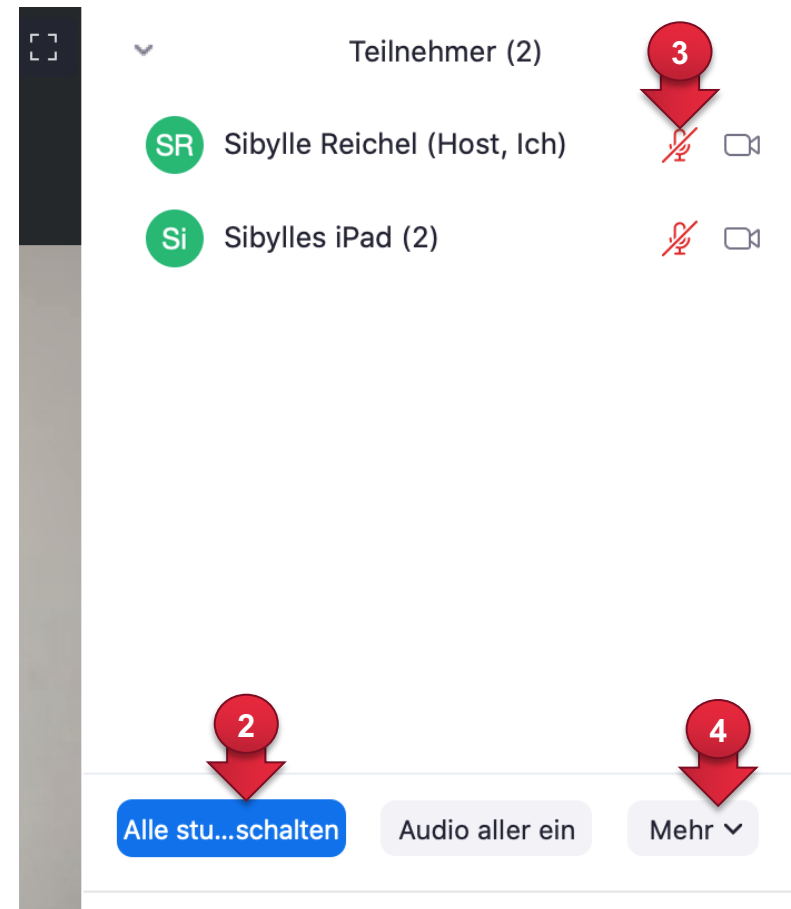 Teilnehmer (2)
3
SR Sibylle Reichel (Host, Ich)
Si Sibylles iPad (2)
2
4
Alle stu...schalten Audio aller ein Mehr